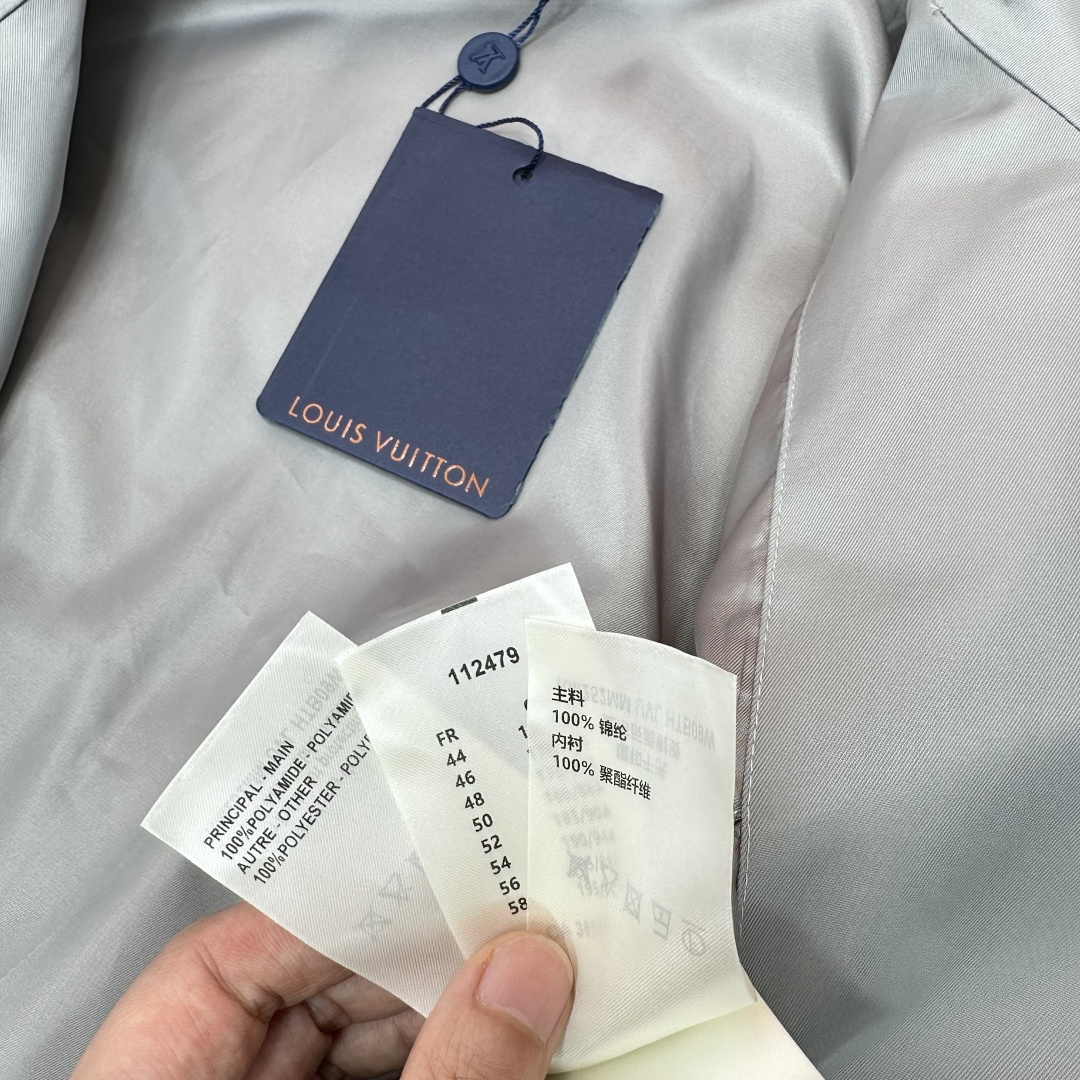 LOUIS VUITTON
PRINCIPAL - MAIN
100%POLYAMIDE - POLYAMID
AUTRE - OTHER
100%POLYESTER - POLY
112479
FR
44
46
48
50
52
54
56
58
主料
100% 锦纶
内衬
100% 聚酯纤维